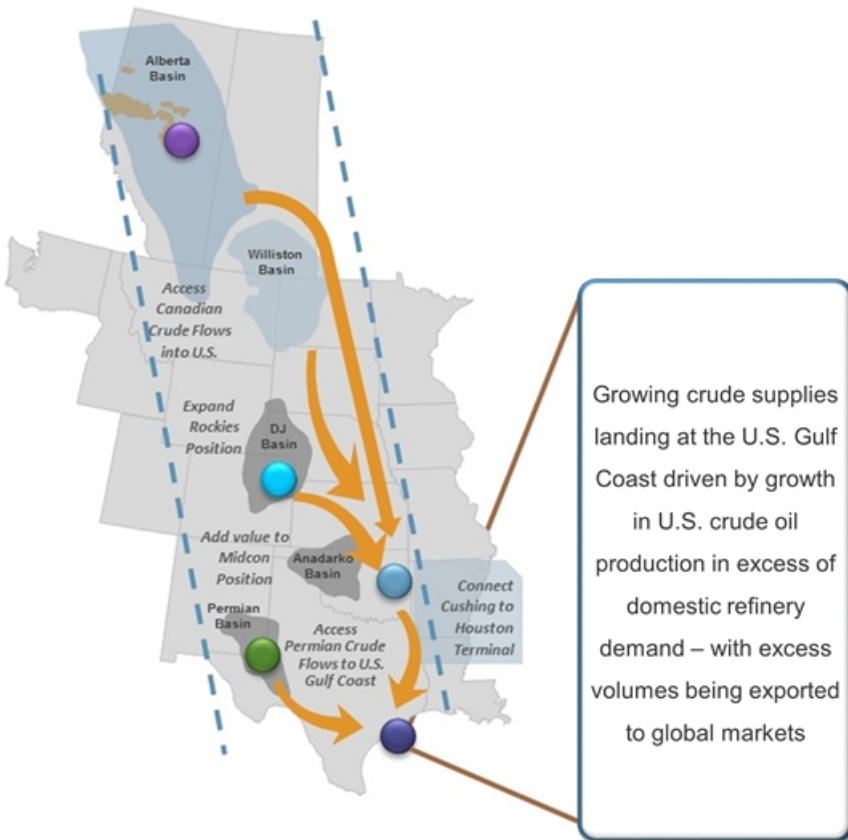 Alberta
Basin
Williston
Basin
Access
Canadian
Crude Flows
into U.S.
Expand
Rockies
Position
DJ
Basin
Add value to
Midcon
Position
Anadarko
Basin
Connect
Cushing to
Houston
Terminal
Permian
Basin
Access
Permian Crude
Flows to U.S.
Gulf Coast
Growing crude supplies
landing at the U.S. Gulf
Coast driven by growth
in U.S. crude oil
production in excess of
domestic refinery
demand – with excess
volumes being exported
to global markets